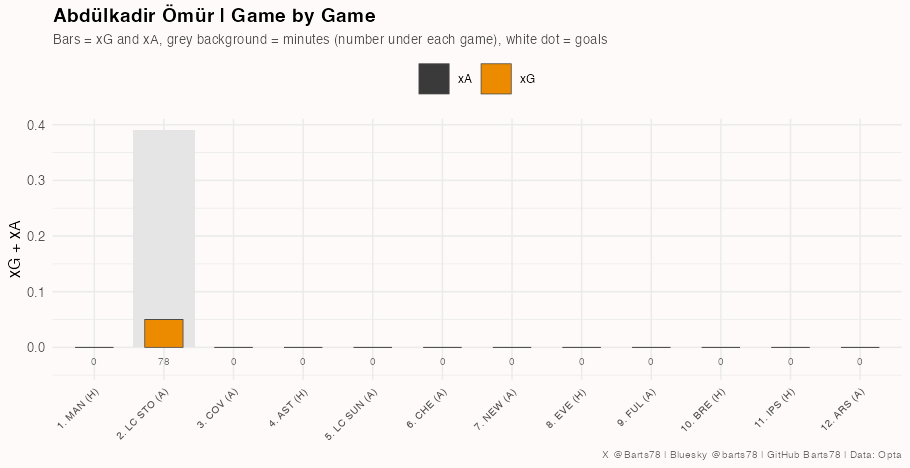 Abdülkadir Ömür | Game by Game
Bars = xG and xA, grey background = minutes (number under each game), white dot = goals
xA xG
xG + xA
0.4
0.3
0.2
0.1
0.0
0 78 0 0 0 0 0 0 0 0 0 0
1. MAN (H)
2. LC STO (A)
3. COV (A)
4. AST (H)
5. LC SUN (A)
6. CHE (A)
7. NEW (A)
8. EVE (H)
9. FUL (A)
10. BRE (H)
11. IPS (H)
12. ARS (A)
X @Barts78 | Bluesky @barts78 | GitHub Barts78 | Data: Opta